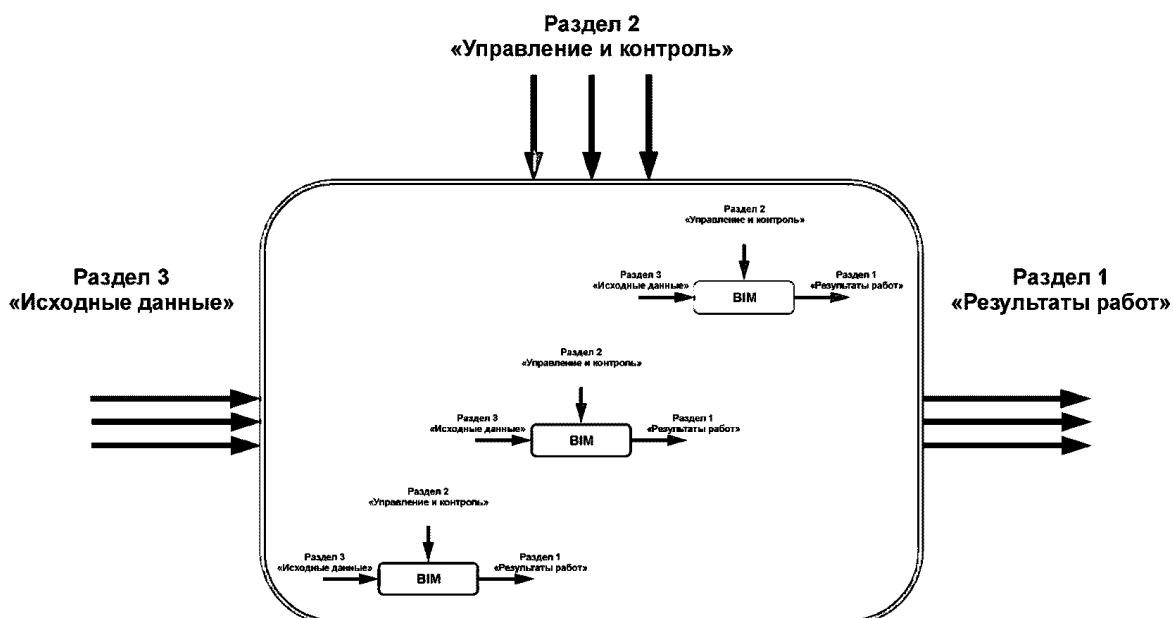 Раздел 2
«Управление и контроль»
Раздел 3
«Исходные данные»
Раздел 1
«Результаты работ»
Раздел 2
«Управление и контроль»
Раздел 3
«Исходные данные»
BIM
Раздел 1
«Результаты работ»
Раздел 2
«Управление и контроль»
Раздел 3
«Исходные данные»
BIM
Раздел 1
«Результаты работ»
Раздел 2
«Управление и контроль»
Раздел 3
«Исходные данные»
BIM
Раздел 1
«Результаты работ»